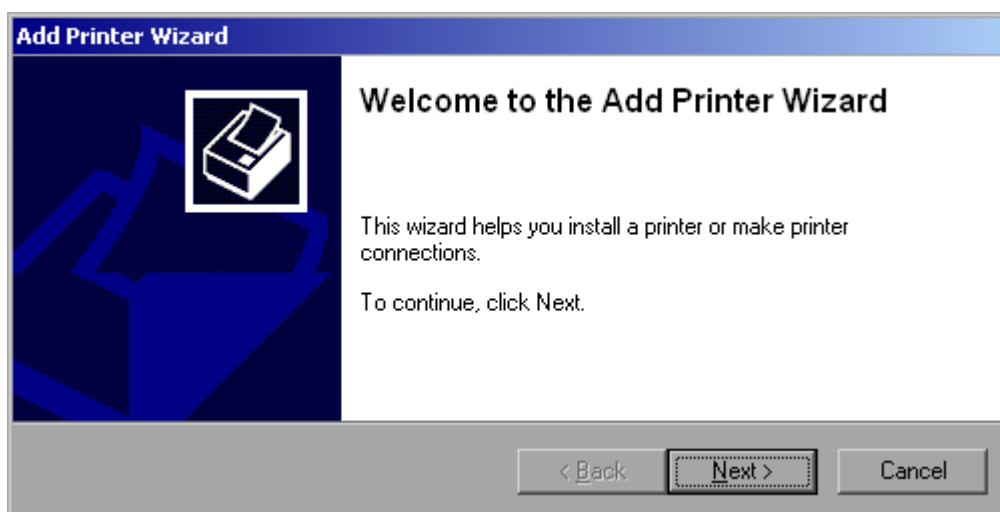 Add Printer Wizard
Welcome to the Add Printer Wizard
This wizard helps you install a printer or make printer
connections.
To continue, click Next.
< Back
Next >
Cancel